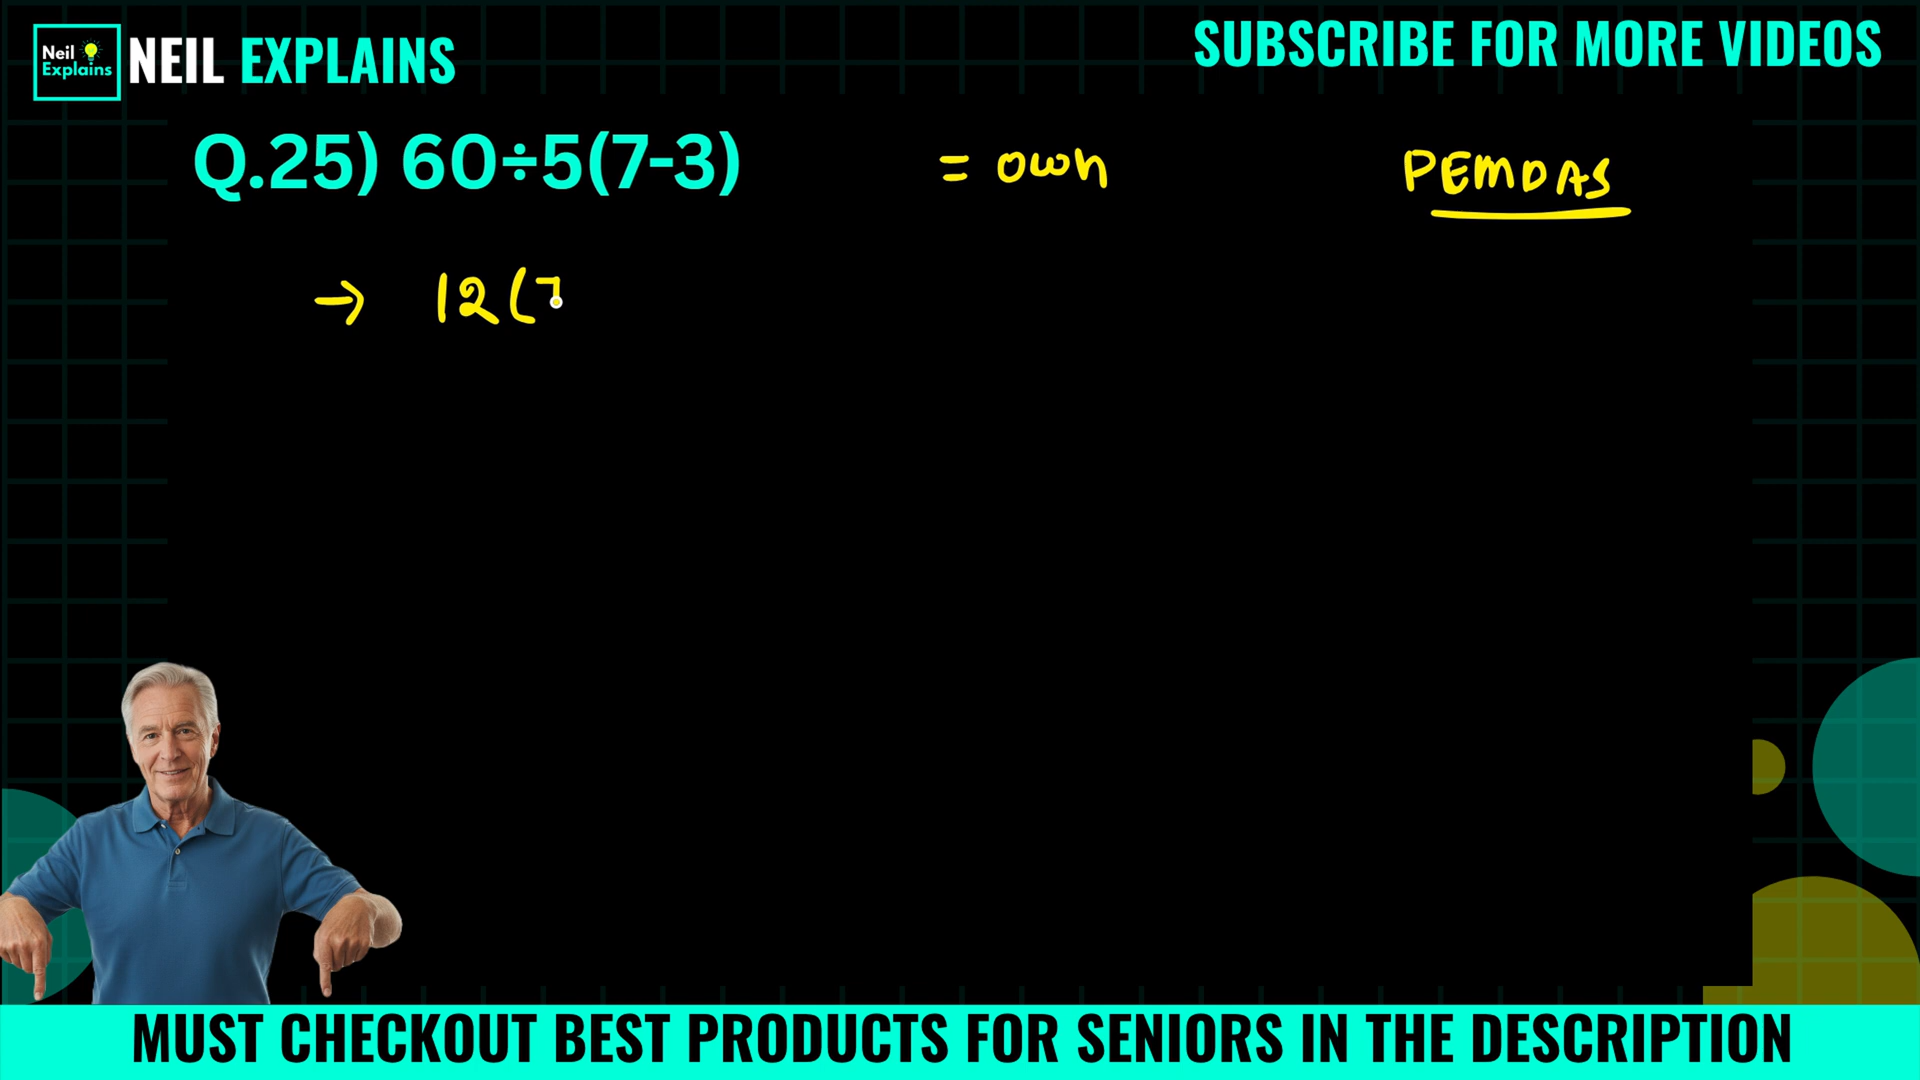 Neil
Explains
NEIL EXPLAINS
SUBSCRIBE FOR MORE VIDEOS
Q.25) 60÷5(7-3)
= own
PEMDAS
→ 12(7
MUST CHECKOUT BEST PRODUCTS FOR SENIORS IN THE DESCRIPTION